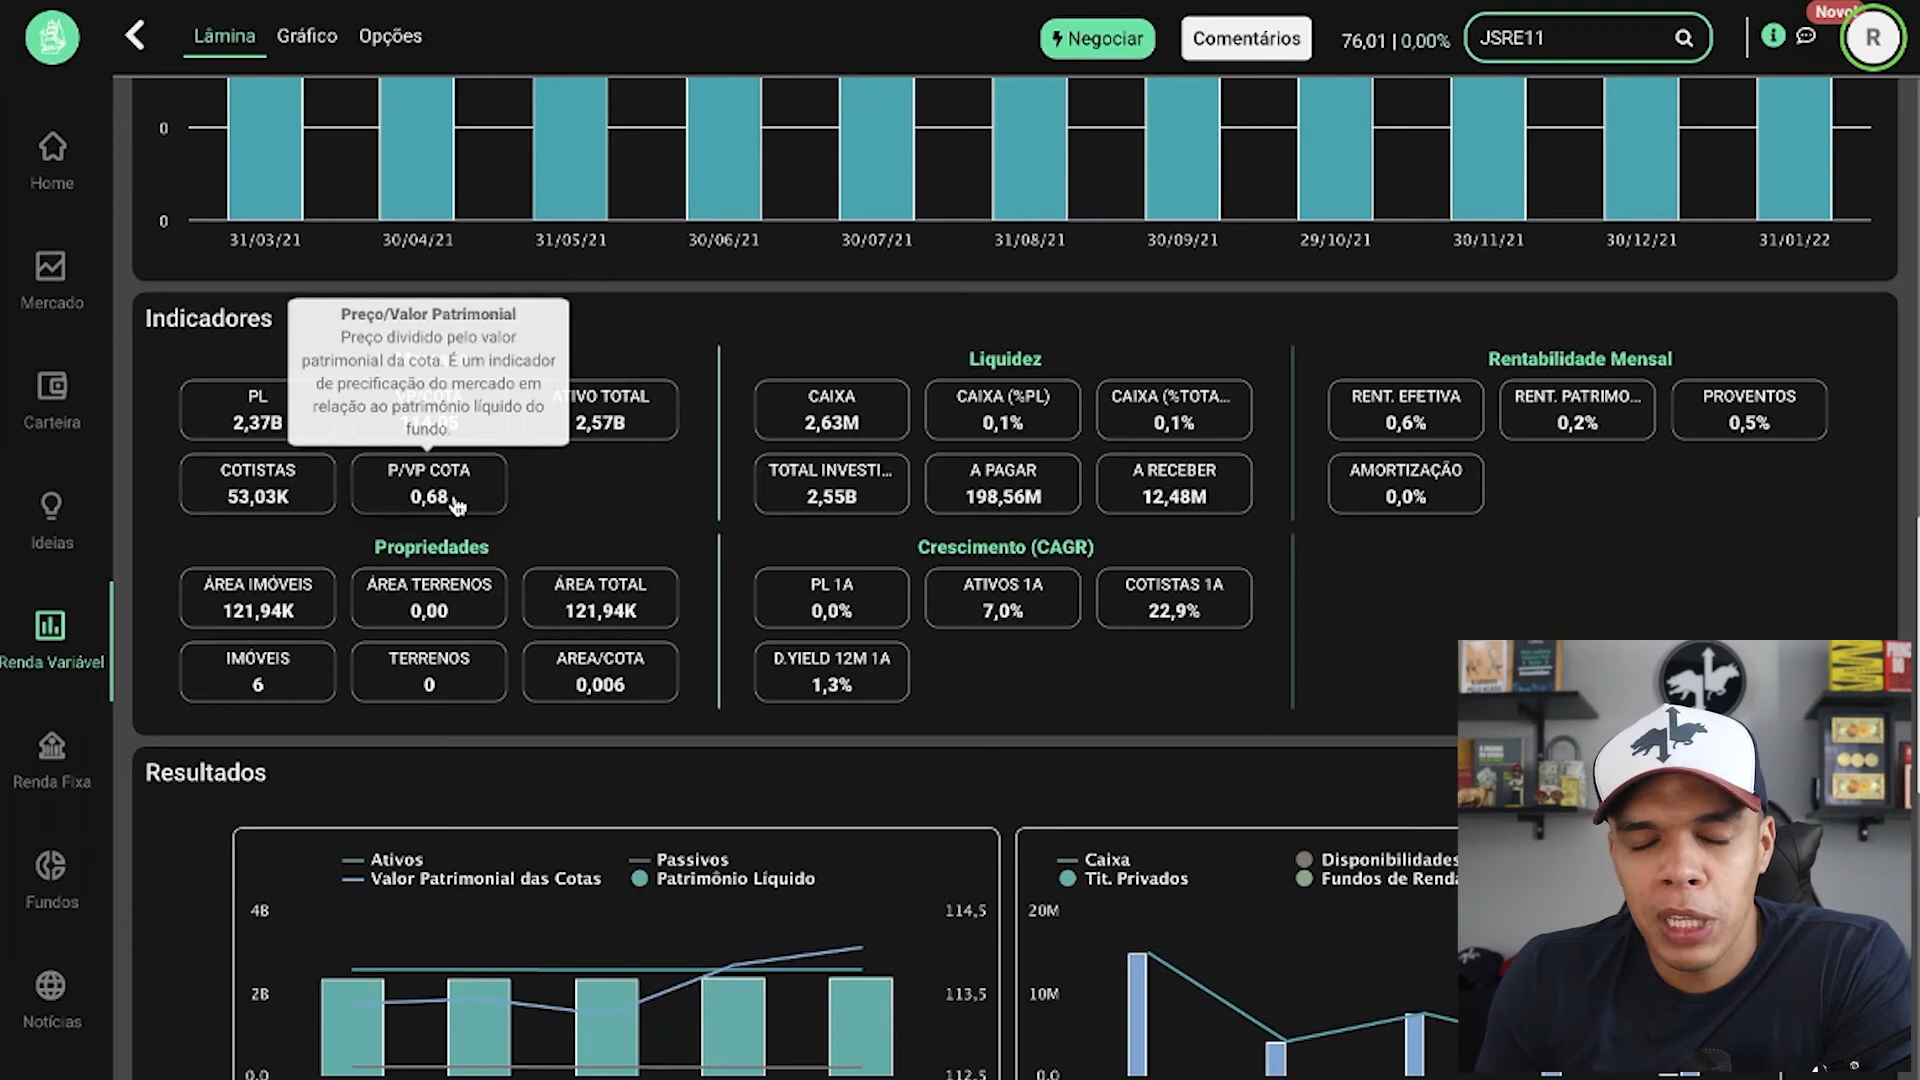 Lâmina Gráfico Opções
Negociar
Comentários
76,01 | 0,00%
JSRE11
Novo
R
Home
Mercado
Carteira
Ideias
Renda Variável
Renda Fixa
Fundos
Notícias
0
0
31/03/21 30/04/21 31/05/21 30/06/21 30/07/21 31/08/21 30/09/21 29/10/21 30/11/21 30/12/21 31/01/22
Indicadores
Preço/Valor Patrimonial
Preço dividido pelo valor
patrimonial da cota. É um indicador
de precificação do mercado em
relação ao patrimônio líquido do
fundo.
PL
2,37B
ATIVO TOTAL
2,57B
COTISTAS
53,03K
P/VP COTA
0,68
Liquidez
CAIXA
2,63M
CAIXA (%PL)
0,1%
CAIXA (%TOTA...
0,1%
TOTAL INVESTI...
2,55B
A PAGAR
198,56M
A RECEBER
12,48M
Rentabilidade Mensal
RENT. EFETIVA
0,6%
RENT. PATRIMO...
0,2%
PROVENTOS
0,5%
AMORTIZAÇÃO
0,0%
Propriedades
ÁREA IMÓVEIS
121,94K
ÁREA TERRENOS
0,00
ÁREA TOTAL
121,94K
IMÓVEIS
6
TERRENOS
0
AREA/COTA
0,006
Crescimento (CAGR)
PL 1A
0,0%
ATIVOS 1A
7,0%
COTISTAS 1A
22,9%
D.YIELD 12M 1A
1,3%
Resultados
Ativos
Passivos
Valor Patrimonial das Cotas
Patrimônio Líquido
4B
2B
0.0
114,5
113,5
112,5
Caixa
Disponibilidades
Tit. Privados
Fundos de Renda
20M
10M
0.0